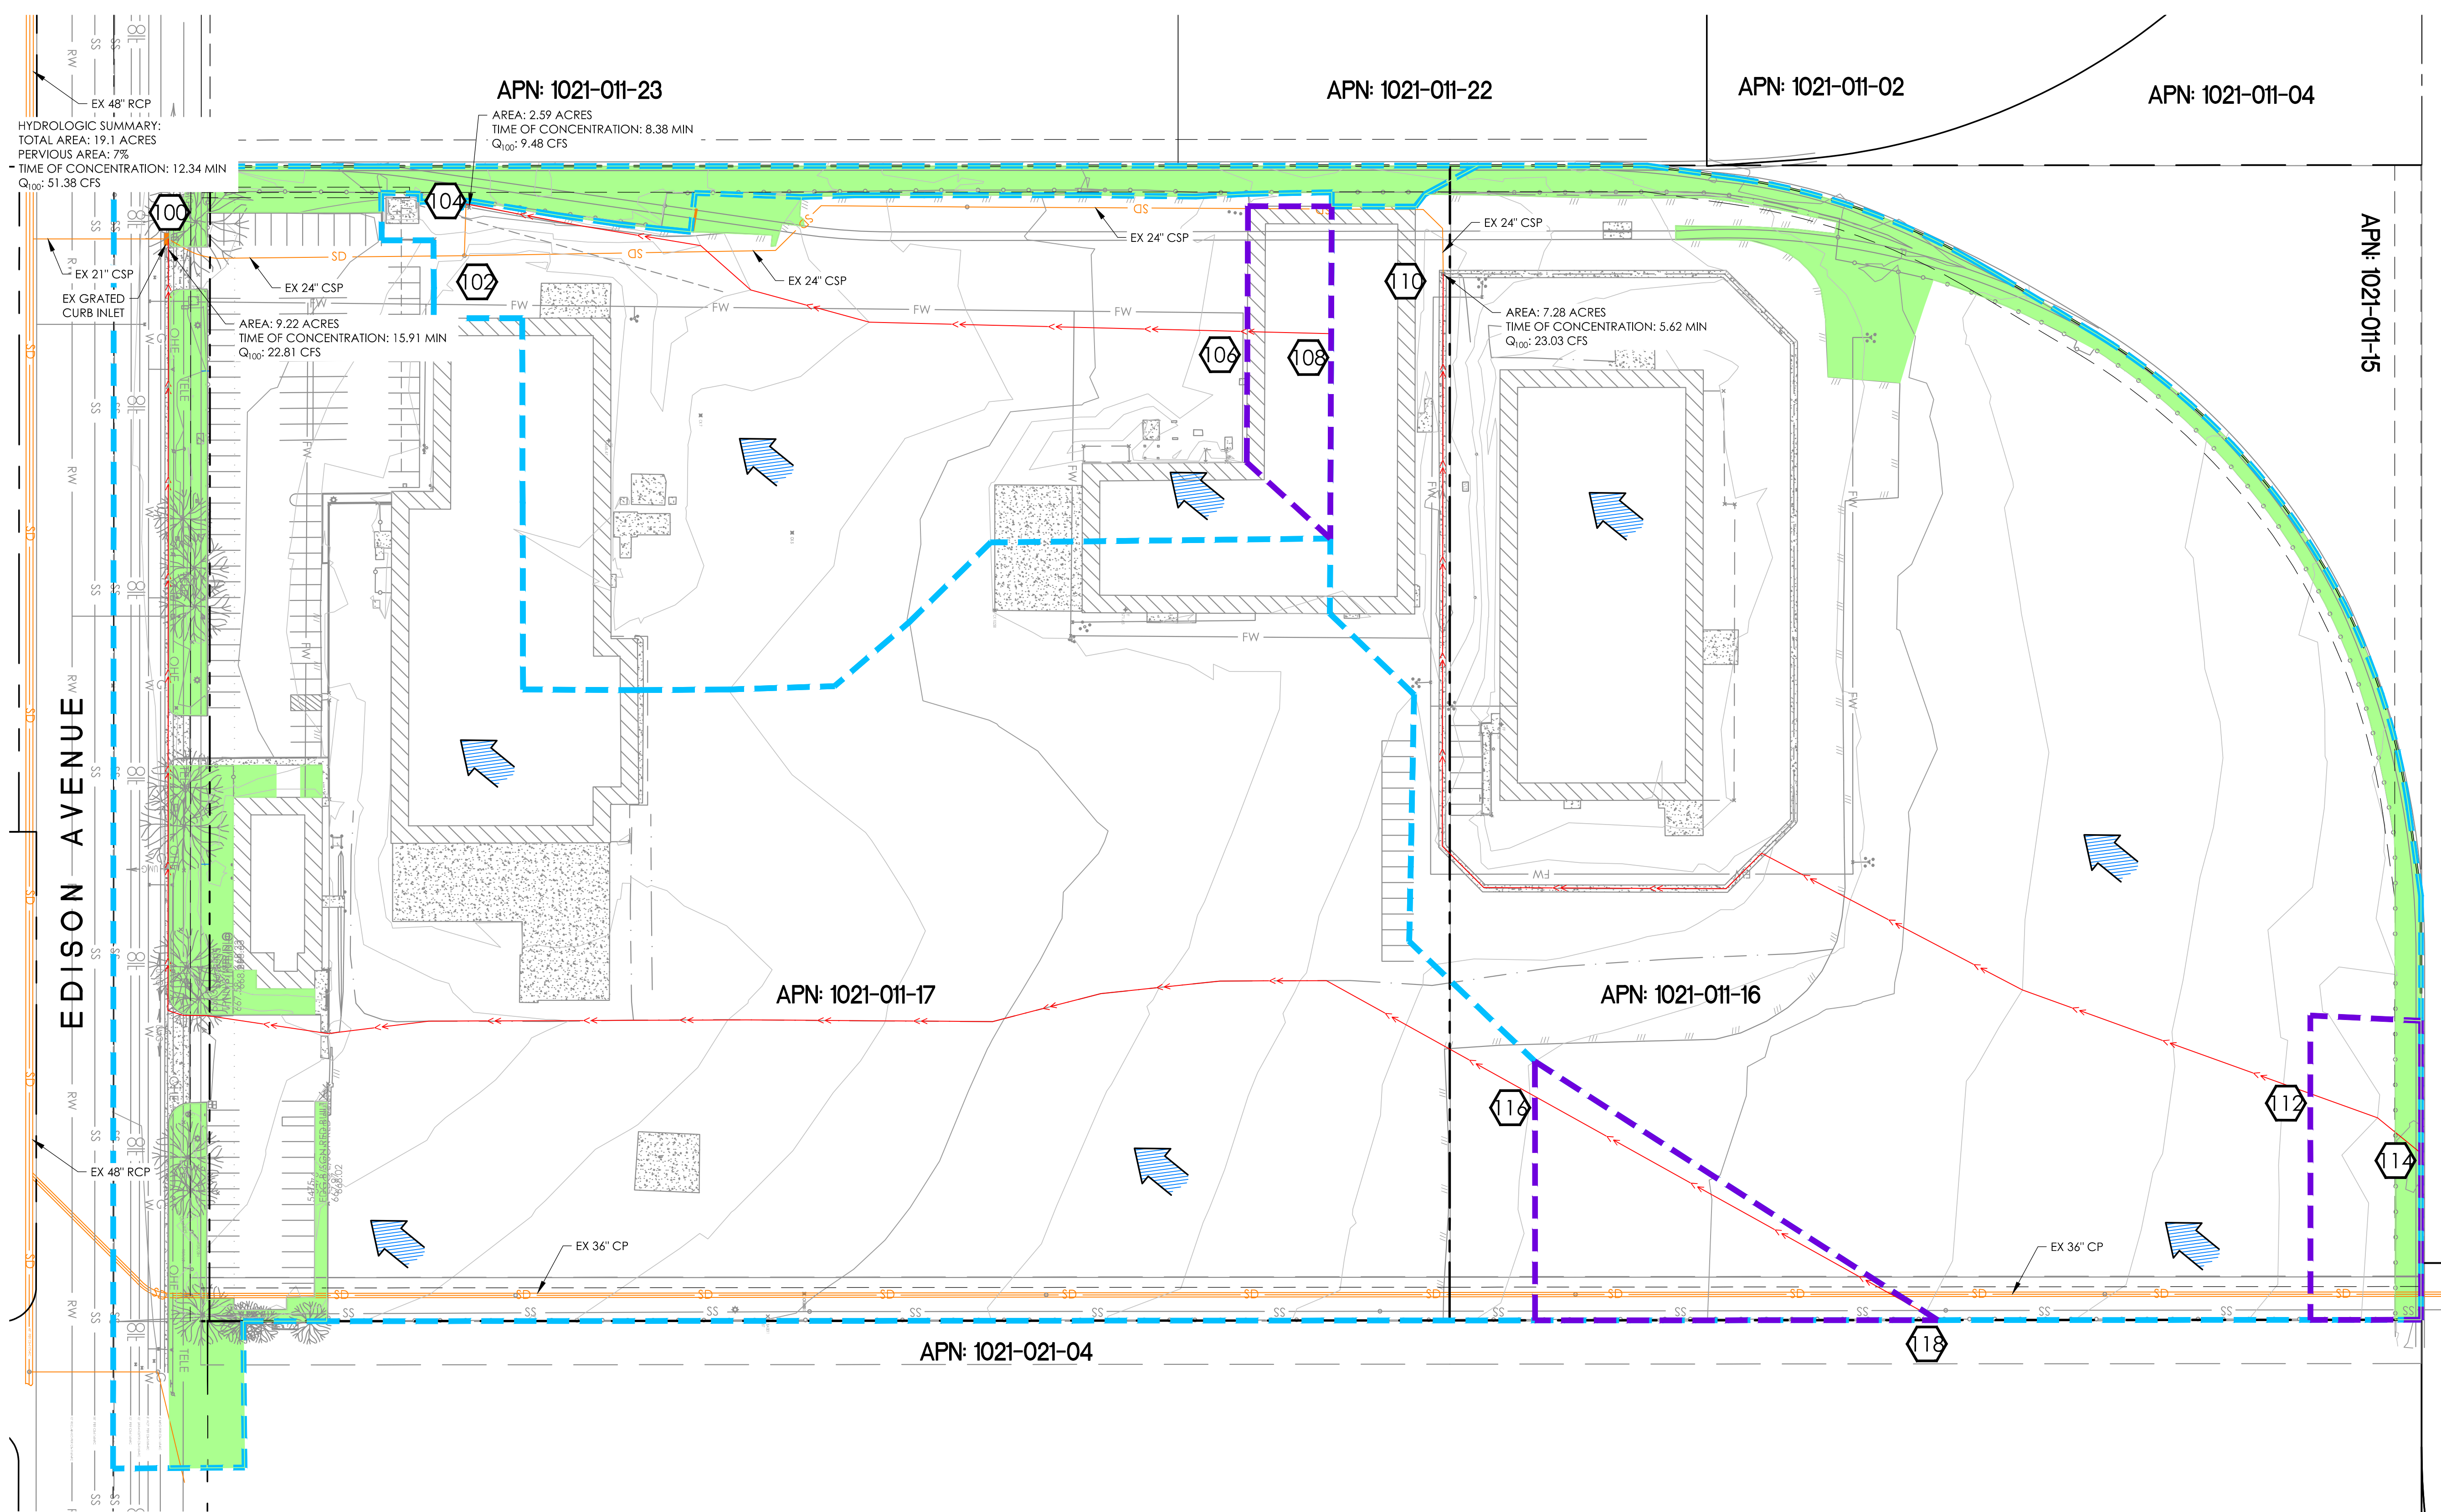 APN: 1021-011-23
APN: 1021-011-22
APN: 1021-011-02
APN: 1021-011-04
EX 48" RCP
HYDROLOGIC SUMMARY:
TOTAL AREA: 19.1 ACRES
PERVIOUS AREA: 7%
TIME OF CONCENTRATION: 12.34 MIN
Q100: 51.38 CFS
AREA: 2.59 ACRES
TIME OF CONCENTRATION: 8.38 MIN
Q100: 9.48 CFS
100
104
102
EX 21" CSP
EX GRATED
CURB INLET
EX 24" CSP
EX 24" CSP
EX 24" CSP
EX 24" CSP
AREA: 9.22 ACRES
TIME OF CONCENTRATION: 15.91 MIN
Q100: 22.81 CFS
106
108
110
AREA: 7.28 ACRES
TIME OF CONCENTRATION: 5.62 MIN
Q100: 23.03 CFS
APN: 1021-011-15
EDISON AVENUE
APN: 1021-011-17
APN: 1021-011-16
116
112
114
118
EX 48" RCP
EX 36" CP
EX 36" CP
APN: 1021-021-04
RW
SS
SD
FW
OHE
TELE